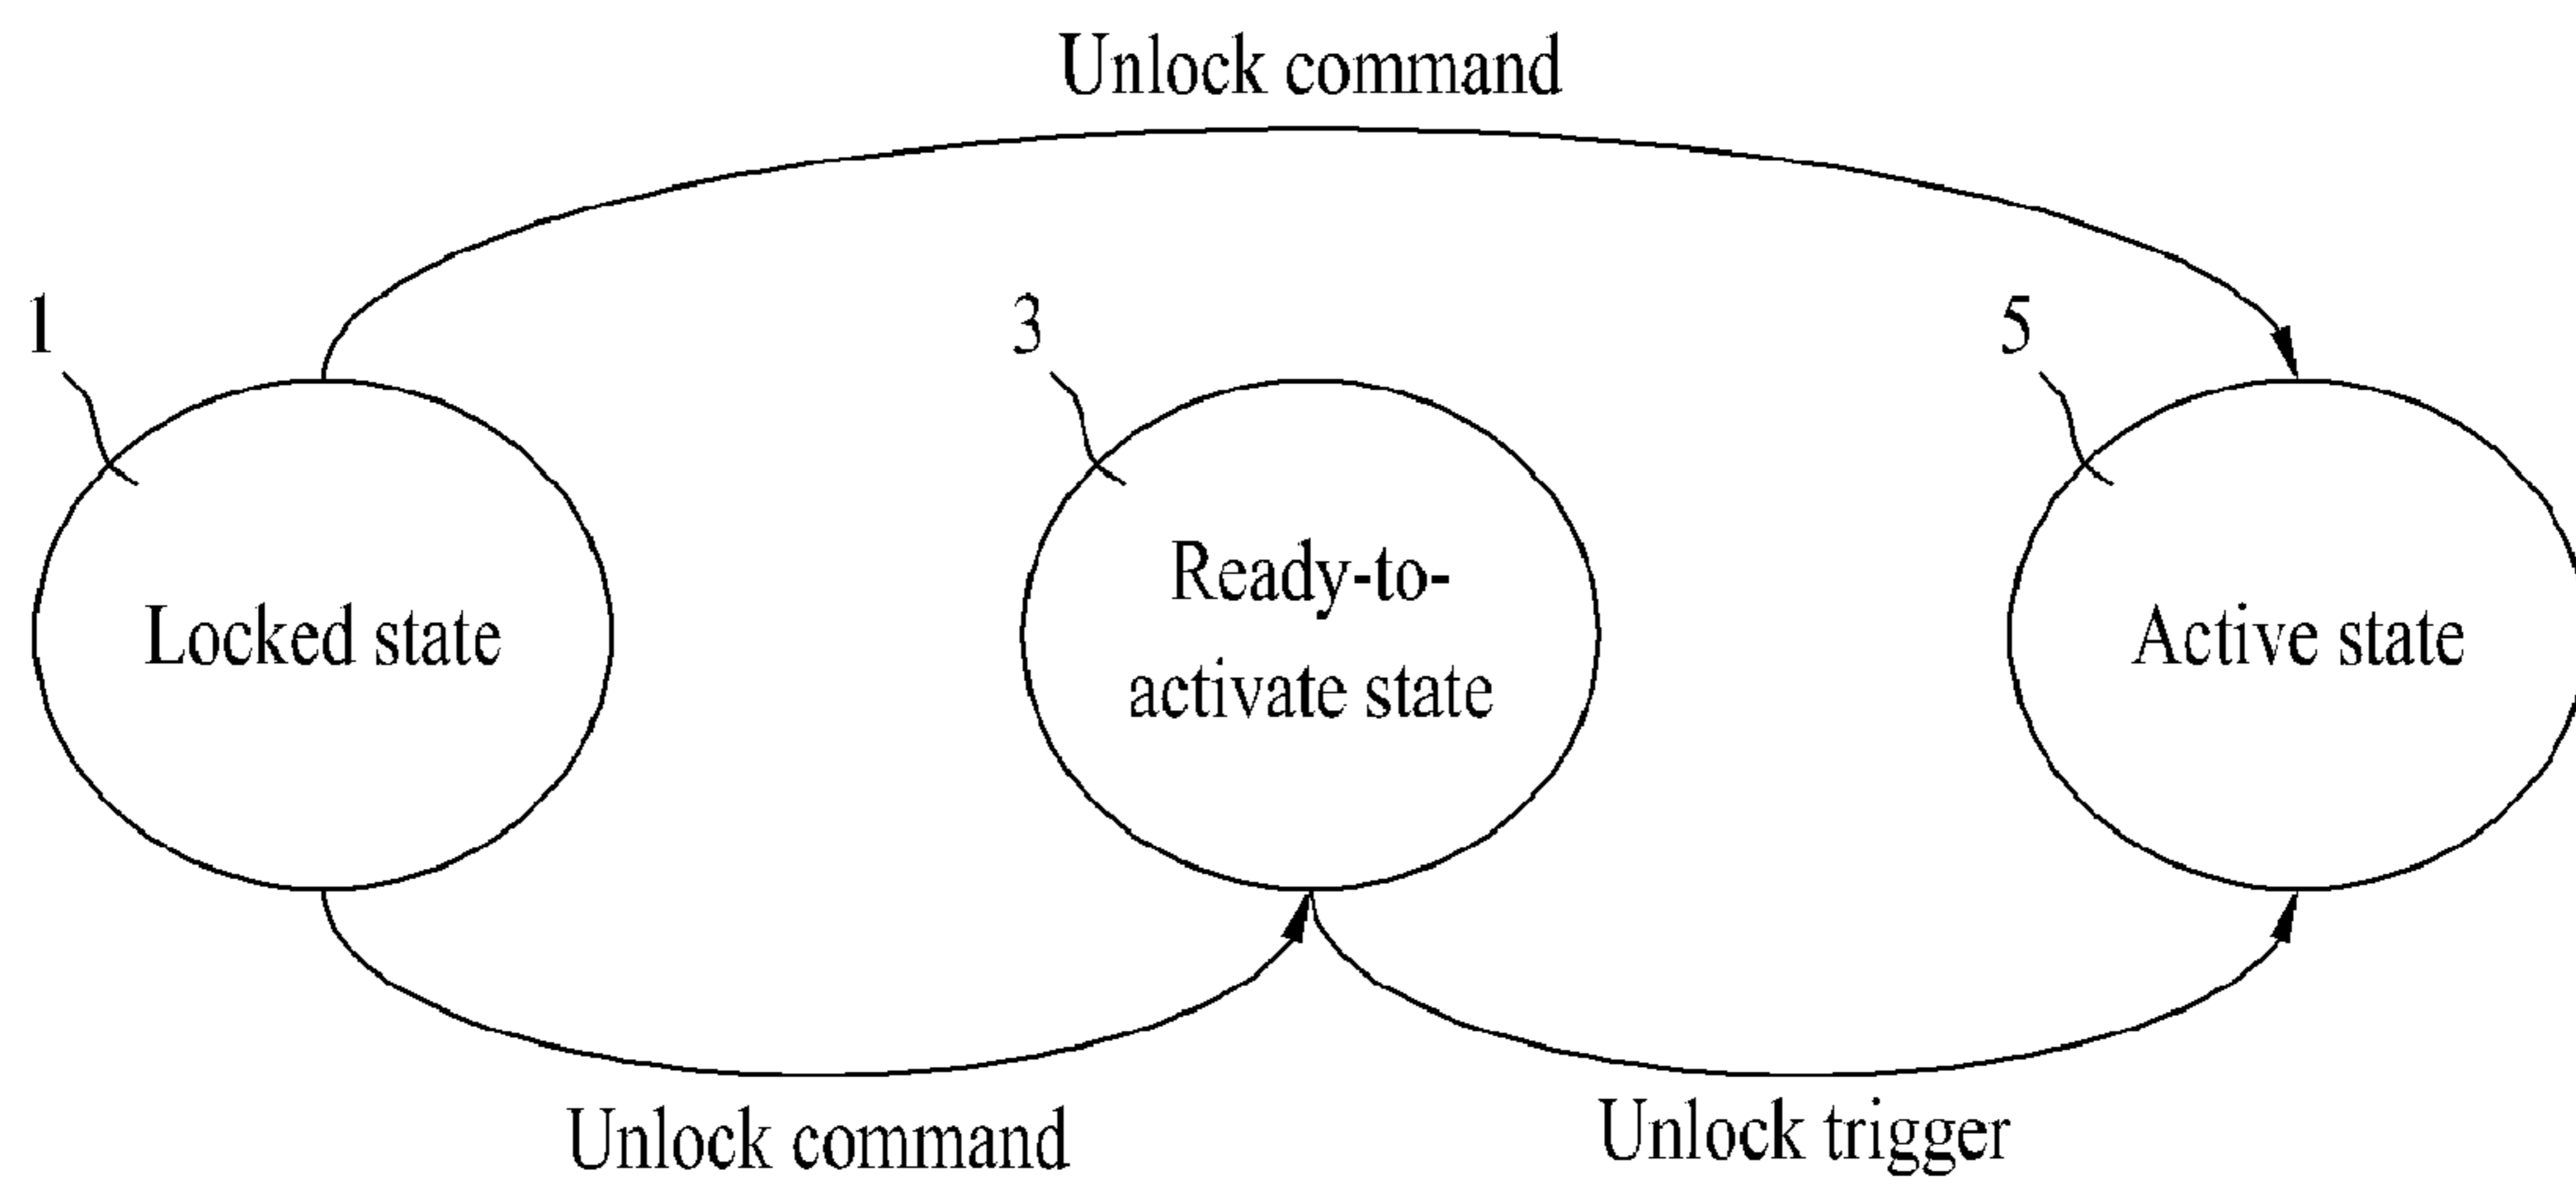 Unlock command
1
3
5
Locked state
Ready-to-
activate state
Active state
Unlock command
Unlock trigger